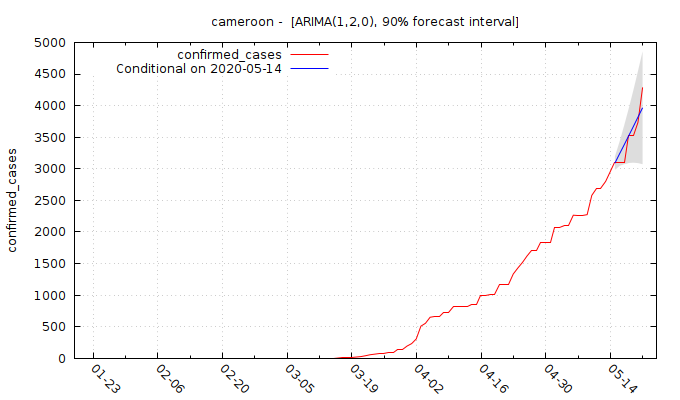 cameroon - [ARIMA(1,2,0), 90% forecast interval]
confirmed_cases
Conditional on 2020-05-14
confirmed_cases
5000
4500
4000
3500
3000
2500
2000
1500
1000
500
0
01-23 02-06 02-20 03-05 03-19 04-02 04-16 04-30 05-14